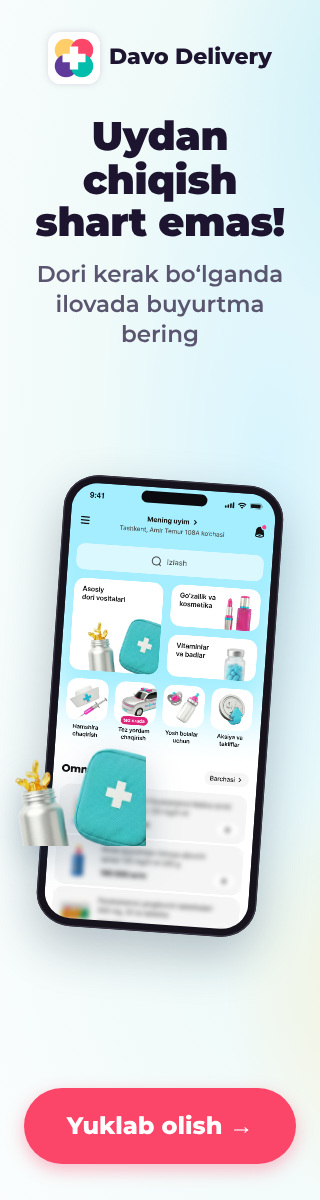 Davo Delivery
Uydan
chiqish
shart emas!
Dori kerak bo‘lganda
ilovada buyurtma
bering
9:41
Mening uyim >
Tashkent, Amir Temur 108A ko'chasi
Izlash
Asosiy
dori vositalari
Go'zallik va
kosmetika
Vitaminlar
va badlar
Hamshira
chaqirish
Tez orada
Tez yordam
chaqirish
Yosh bolalar
uchun
Aksiya va
takliflar
Barchasi >
Yuklab olish →